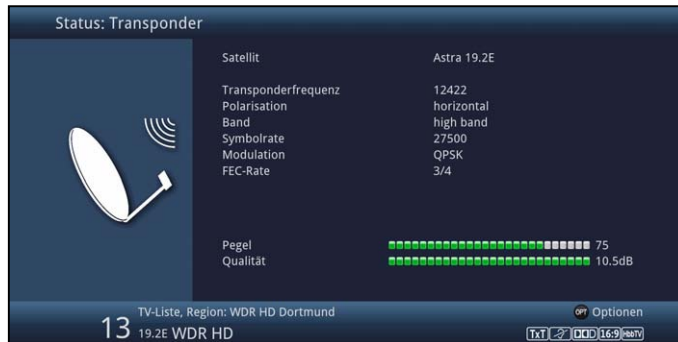 Status: Transponder
Satellit Astra 19.2E
Transponderfrequenz 12422
Polarisation horizontal
Band high band
Symbolrate 27500
Modulation QPSK
FEC-Rate 3/4
Pegel 75
Qualität 10.5dB
TV-Liste, Region: WDR HD Dortmund
OPT Optionen
13 19.2E WDR HD
TxT 16:9 HbbTV